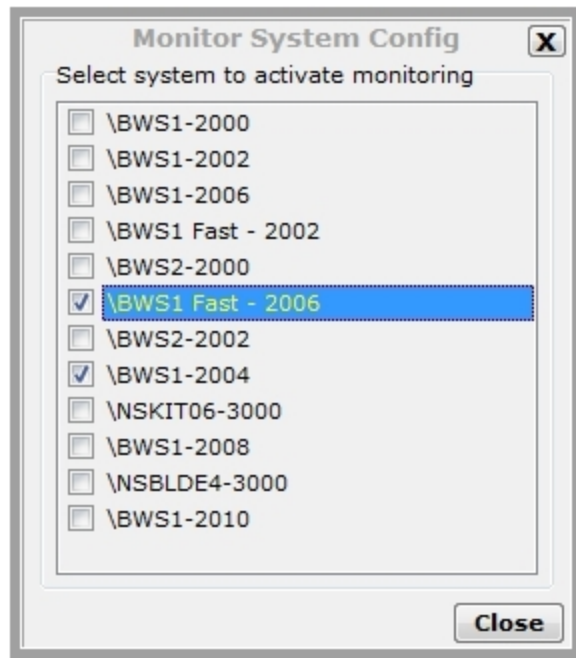 Monitor System Config
X
Select system to activate monitoring
\BWS1-2000
\BWS1-2002
\BWS1-2006
\BWS1 Fast - 2002
\BWS2-2000
\BWS1 Fast - 2006
\BWS2-2002
\BWS1-2004
\NSKIT06-3000
\BWS1-2008
\NSBLDE4-3000
\BWS1-2010
Close